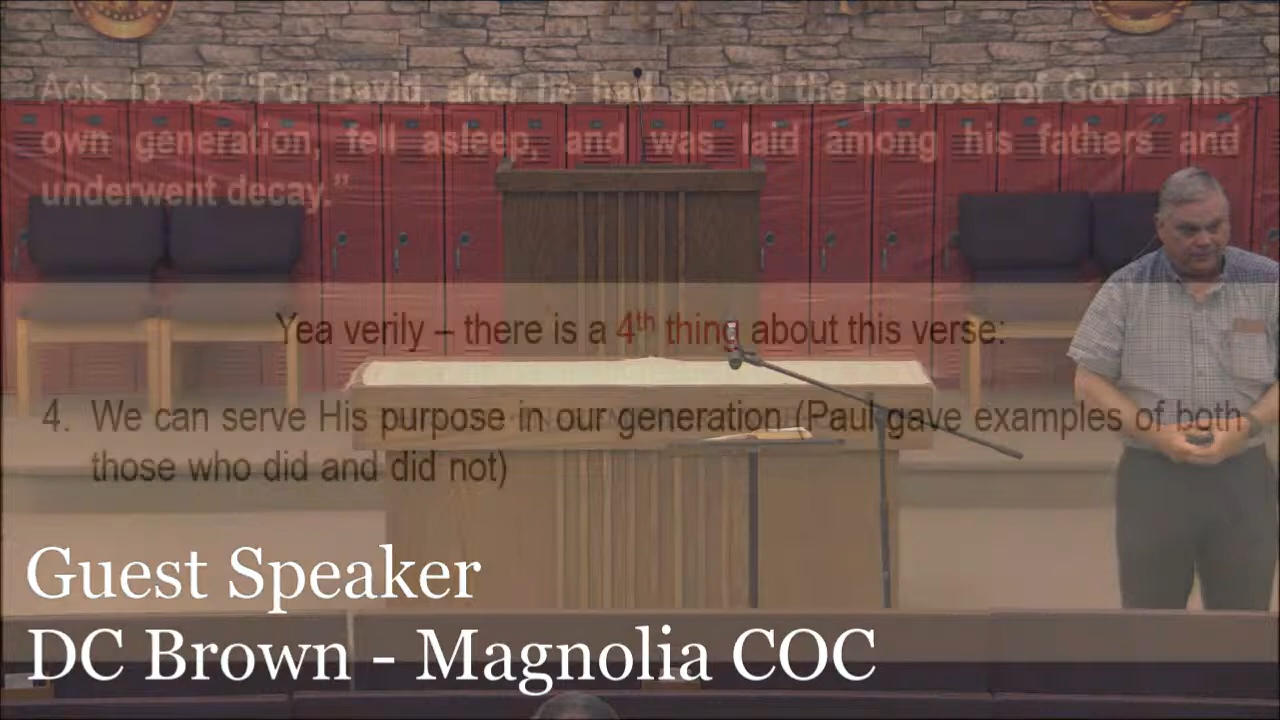 Acts 13: 36 "For David, after he had served the purpose of God in his
own generation, fell asleep, and was laid among his fathers and
underwent decay."
Yea verily – there is a 4th thing about this verse:
4. We can serve His purpose in our generation (Paul gave examples of both
those who did and did not)
Guest Speaker
DC Brown - Magnolia COC